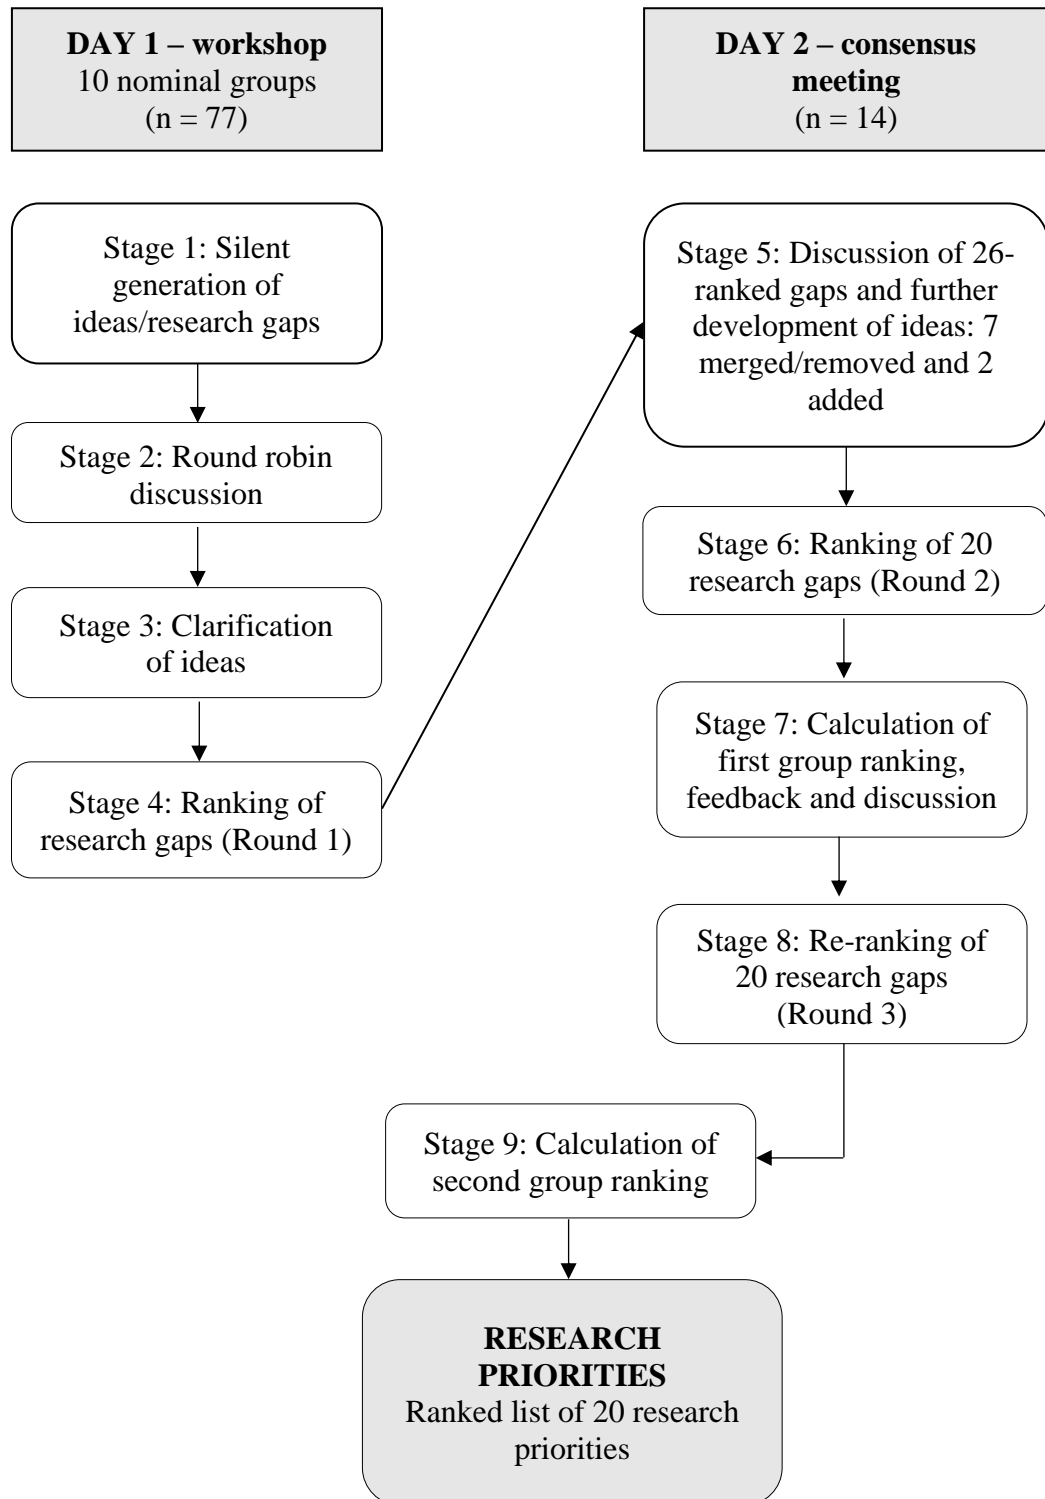 DAY 1 – workshop
10 nominal groups
(n = 77)
Stage 1: Silent
generation of
ideas/research gaps
Stage 2: Round robin
discussion
Stage 3: Clarification
of ideas
Stage 4: Ranking of
research gaps (Round 1)
DAY 2 – consensus
meeting
(n = 14)
Stage 5: Discussion of 26-
ranked gaps and further
development of ideas: 7
merged/removed and 2
added
Stage 6: Ranking of 20
research gaps (Round 2)
Stage 7: Calculation of
first group ranking,
feedback and discussion
Stage 8: Re-ranking of
20 research gaps
(Round 3)
Stage 9: Calculation of
second group ranking
RESEARCH
PRIORITIES
Ranked list of 20 research
priorities